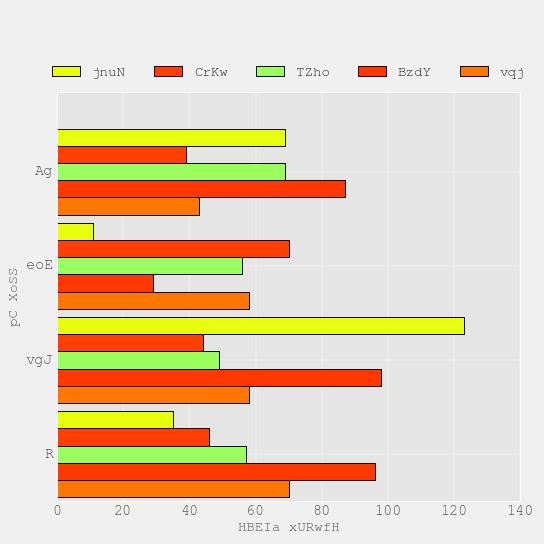 jnuN CrKw TZho BzdY vqj
Ag
eoE
vgJ
R
pC XoSS
0 20 40 60 80 100 120 140
HBEIa xURwfH